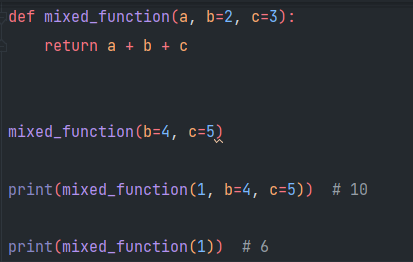 def mixed_function(a, b=2, c=3):
    return a + b + c
mixed_function(b=4, c=5)
print(mixed_function(1, b=4, c=5))  # 10
print(mixed_function(1))  # 6